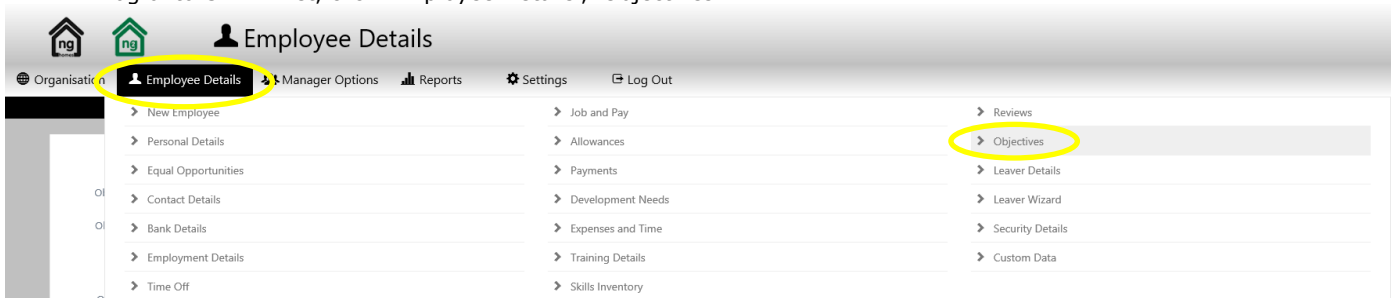 ng
ng
Employee Details
Organisation Employee Details Manager Options Reports Settings Log Out
New Employee
Personal Details
Equal Opportunities
Contact Details
Bank Details
Employment Details
Time Off
Job and Pay
Allowances
Payments
Development Needs
Expenses and Time
Training Details
Skills Inventory
Reviews
Objectives
Leaver Details
Leaver Wizard
Security Details
Custom Data